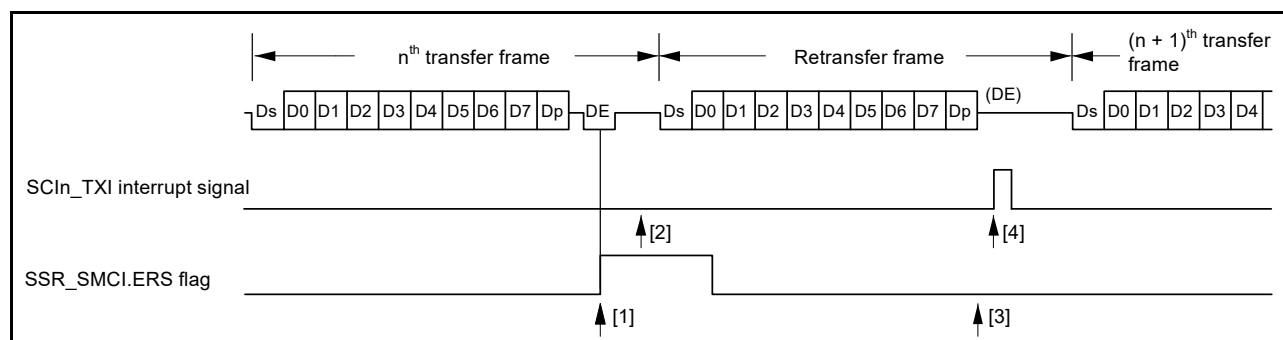 nth transfer frame Retransfer frame (n + 1)th transfer frame
Ds D0 D1 D2 D3 D4 D5 D6 D7 Dp DE Ds D0 D1 D2 D3 D4 D5 D6 D7 Dp (DE) Ds D0 D1 D2 D3 D4
SCIn_TXI interrupt signal
[2] [4]
SSR_SMCI.ERS flag
[1] [3]